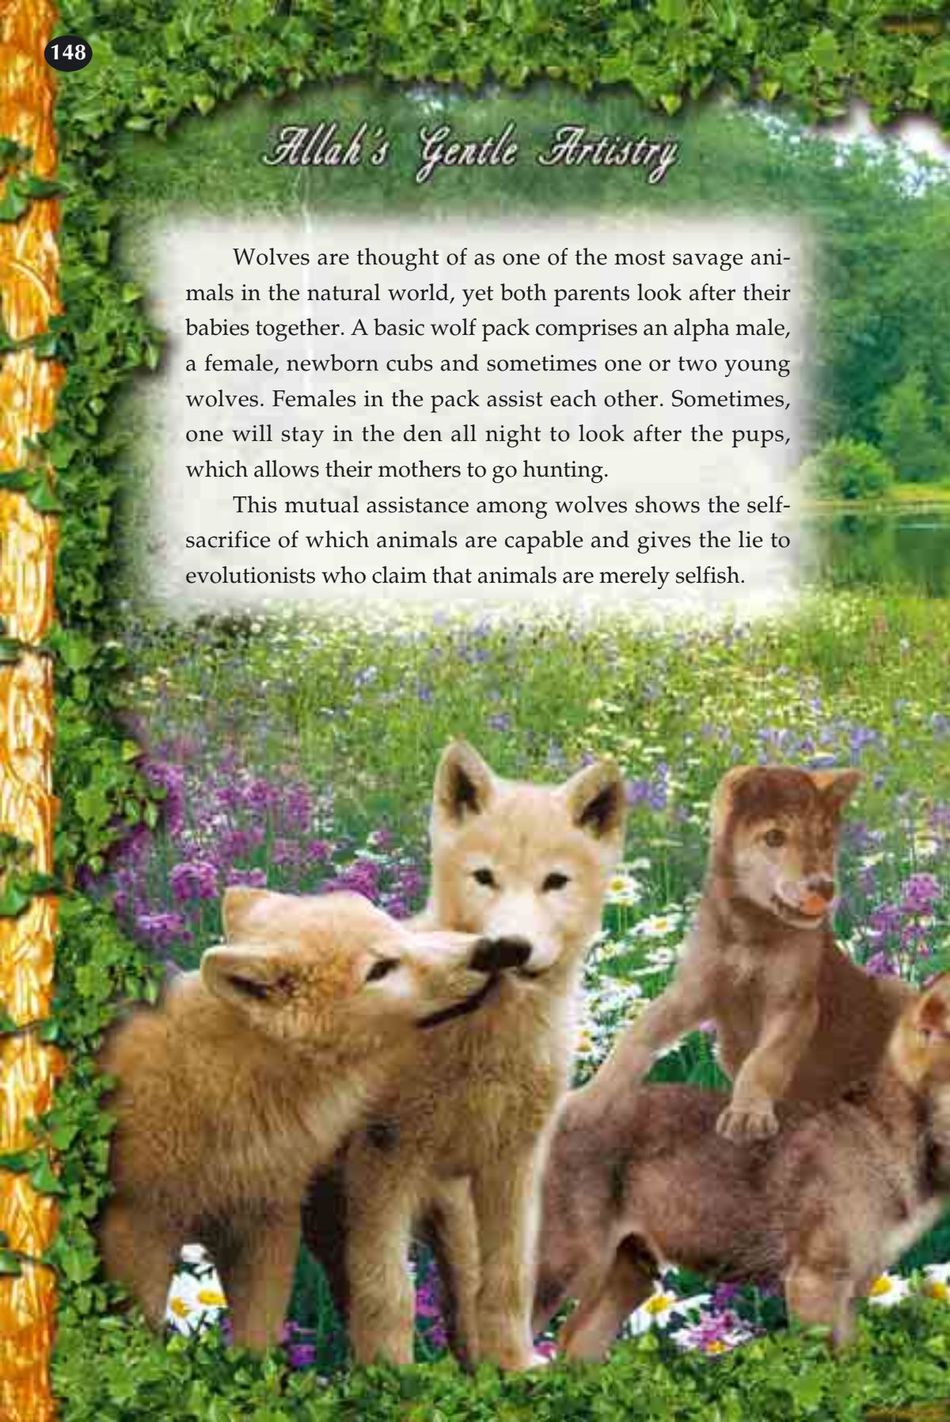 148
Allah's Gentle Artistry
Wolves are thought of as one of the most savage ani-
mals in the natural world, yet both parents look after their
babies together. A basic wolf pack comprises an alpha male,
a female, newborn cubs and sometimes one or two young
wolves. Females in the pack assist each other. Sometimes,
one will stay in the den all night to look after the pups,
which allows their mothers to go hunting.
This mutual assistance among wolves shows the self-
sacrifice of which animals are capable and gives the lie to
evolutionists who claim that animals are merely selfish.